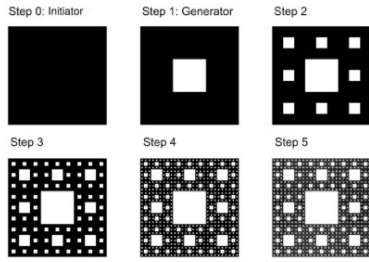 Step 0: Initiator
Step 1: Generator
Step 2
Step 3
Step 4
Step 5